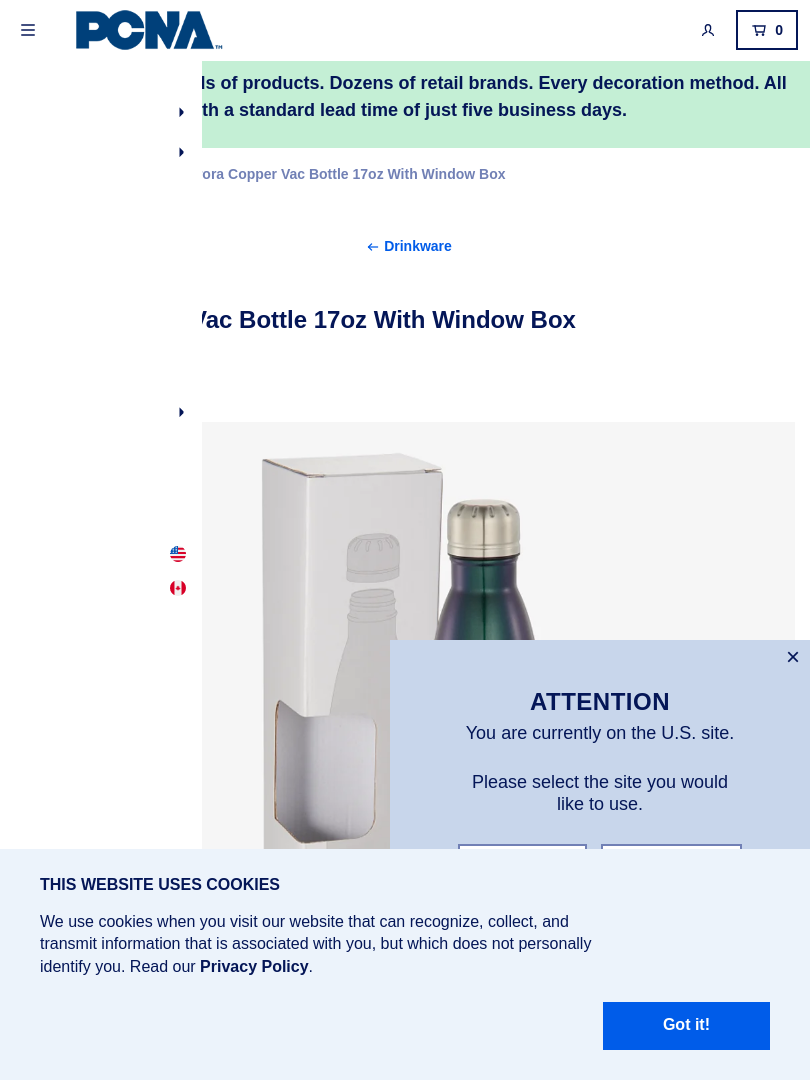 PCNA™
0
of products. Dozens of retail brands. Every decoration method. All
a standard lead time of just five business days.
Copper Vac Bottle 17oz With Window Box
← Drinkware
Vac Bottle 17oz With Window Box
×
ATTENTION
You are currently on the U.S. site.
Please select the site you would
like to use.
THIS WEBSITE USES COOKIES
We use cookies when you visit our website that can recognize, collect, and
transmit information that is associated with you, but which does not personally
identify you. Read our Privacy Policy.
Got it!